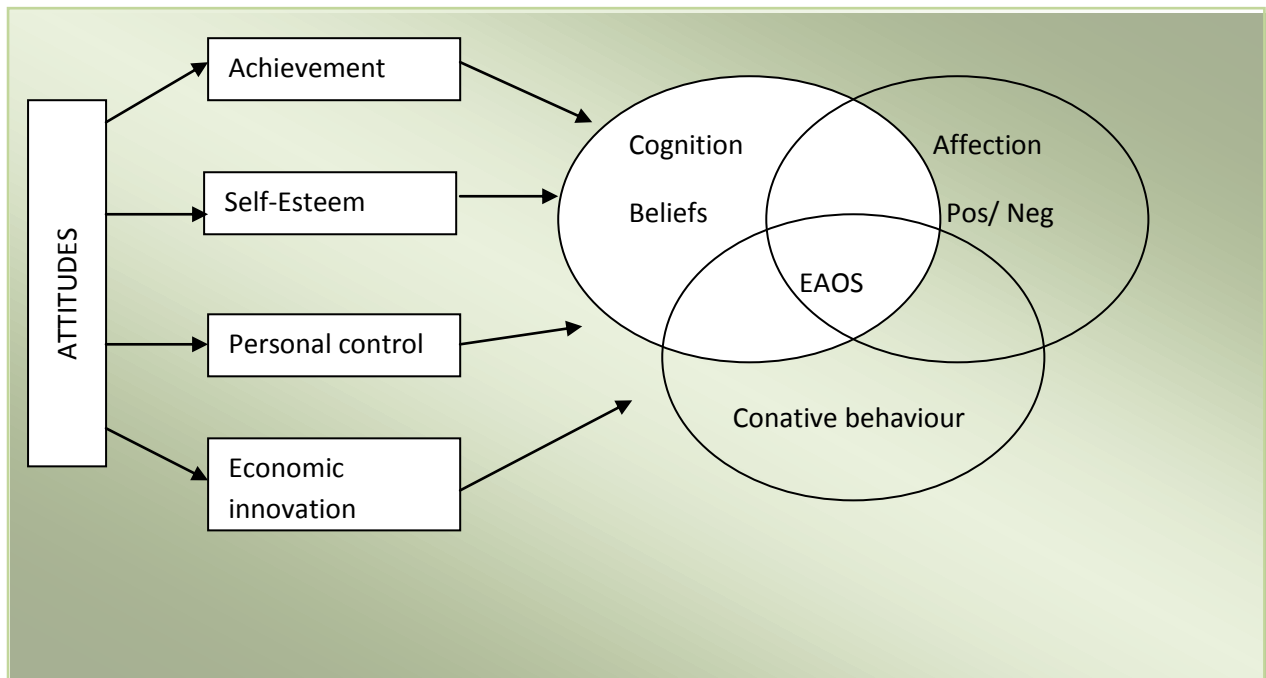 ATTITUDES
Achievement
Self-Esteem
Personal control
Economic
innovation
Cognition
Beliefs
Affection
Pos/ Neg
EAOS
Conative behaviour